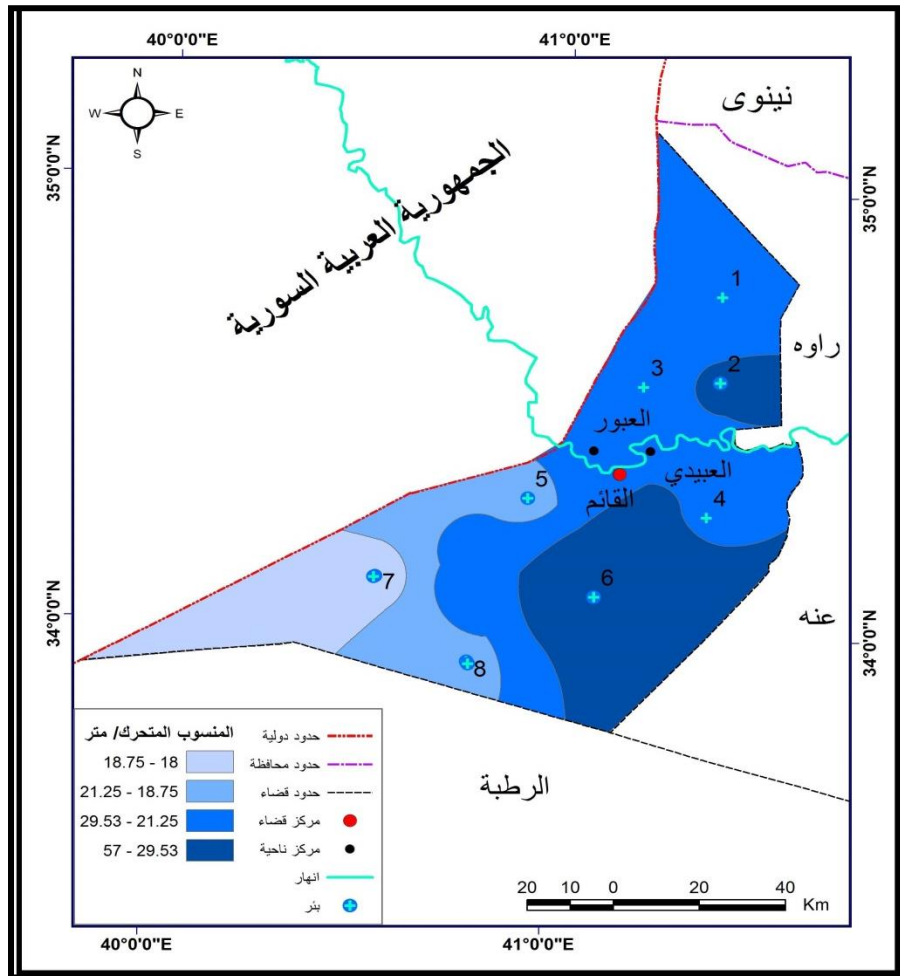 40°0'0"E
41°0'0"E
N
W
E
S
نينوى
35°0'0"N
35°0'0"N
الجمهورية العربية السورية
1
راوه
2
3
العبور
العبيدي
القائم
5
4
7
6
8
34°0'0"N
34°0'0"N
عنه
الرطبة
المنسوب المتحرك/ متر
18.75 - 18
21.25 - 18.75
29.53 - 21.25
57 - 29.53
حدود دولية
حدود محافظة
حدود قضاء
مركز قضاء
مركز ناحية
انهار
بئر
20 10 0 20 40
Km
40°0'0"E
41°0'0"E